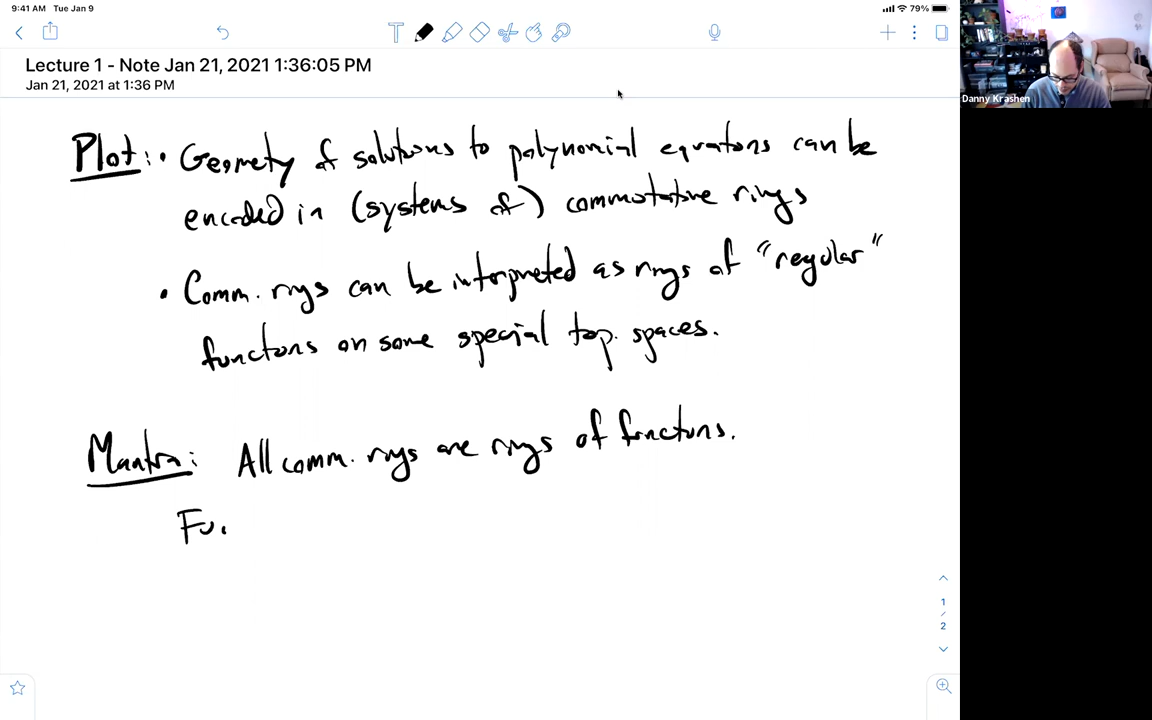 9:41 AM Tue Jan 9
79%
Lecture 1 - Note Jan 21, 2021 1:36:05 PM
Jan 21, 2021 at 1:36 PM
Danny Krashen
Plot: • Geometry of solutions to polynomial equations can be
encoded in (systems of) commutative rings
• Comm. rings can be interpreted as rings of "regular"
functions on some special top. spaces.
Mantra: All comm. rings are rings of functions.
Fu
1
/
2